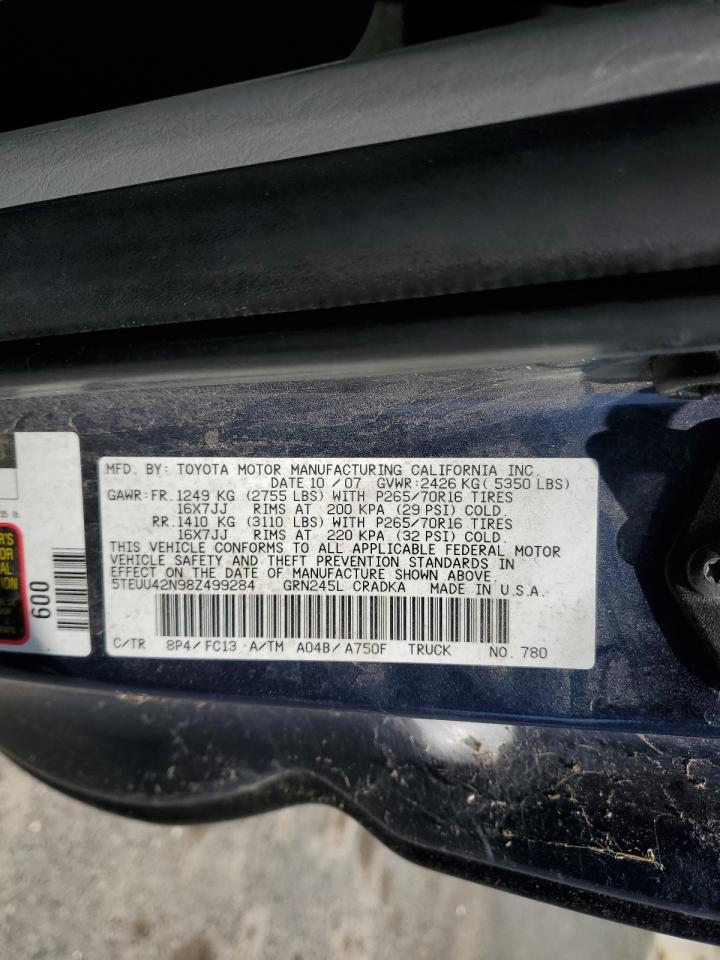 MFD. BY: TOYOTA MOTOR MANUFACTURING CALIFORNIA INC.
DATE 10 /07 GVWR: 2426 KG( 5350 LBS)
GAWR: FR. 1249 KG (2755 LBS) WITH P265/70R16 TIRES
16X7JJ RIMS AT 200 KPA (29 PSI) COLD.
RR. 1410 KG (3110 LBS) WITH P265/70R16 TIRES
16X7JJ RIMS AT 220 KPA (32 PSI) COLD.
THIS VEHICLE CONFORMS TO ALL APPLICABLE FEDERAL MOTOR
VEHICLE SAFETY AND THEFT PREVENTION STANDARDS IN
EFFECT ON THE DATE OF MANUFACTURE SHOWN ABOVE.
5TEUU42N98Z499284 GRN245L CRADKA MADE IN U.S.A.
C/TR 8P4/ FC13 A/TM A04B/ A750F TRUCK NO. 780
600